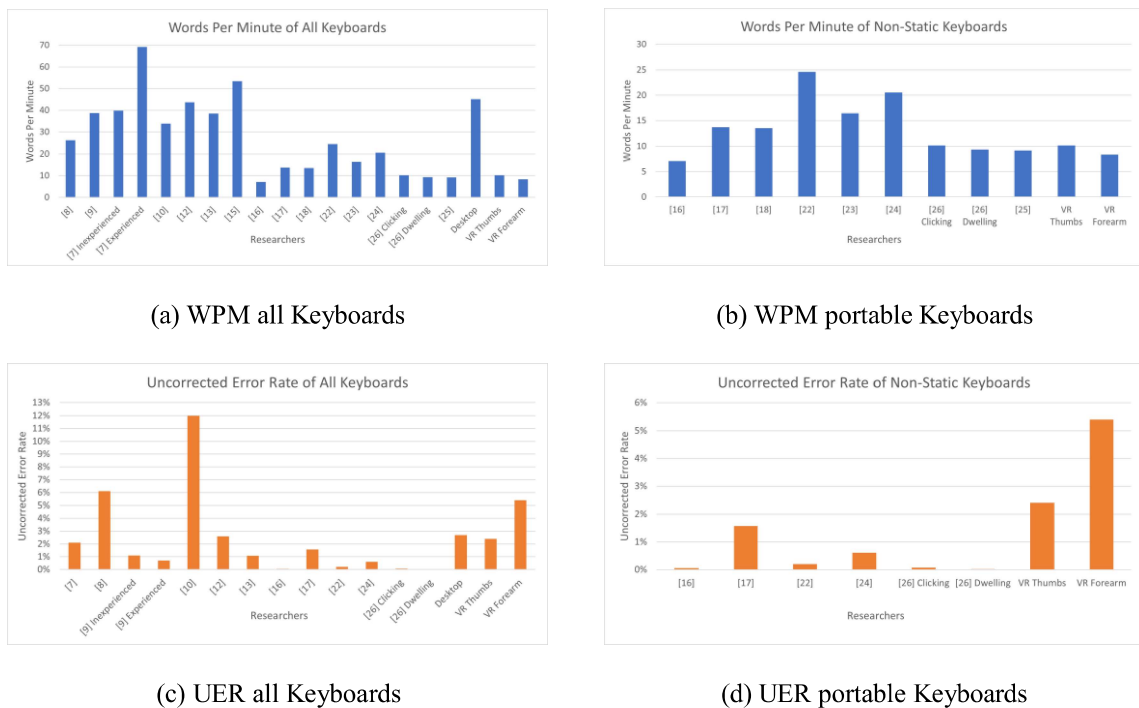 Words Per Minute of All Keyboards
Words Per Minute
70
60
50
40
30
20
10
0
[8]
[9]
[7] Inexperienced
[7] Experienced
[10]
[12]
[13]
[15]
[16]
[17]
[18]
[22]
[23]
[24]
[26] Clicking
[26] Dwelling
[25]
Desktop
VR Thumbs
VR Forearm
Researchers
(a) WPM all Keyboards
Words Per Minute of Non-Static Keyboards
Words Per Minute
30
25
20
15
10
5
0
[16]
[17]
[18]
[22]
[23]
[24]
[26] Clicking
[26] Dwelling
[25]
VR Thumbs
VR Forearm
Researchers
(b) WPM portable Keyboards
Uncorrected Error Rate of All Keyboards
Uncorrected Error Rate
13%
12%
11%
10%
9%
8%
7%
6%
5%
4%
3%
2%
1%
0%
[7]
[8]
[9] Inexperienced
[9] Experienced
[10]
[12]
[13]
[16]
[17]
[22]
[24]
[26] Clicking
[26] Dwelling
Desktop
VR Thumbs
VR Forearm
Researchers
(c) UER all Keyboards
Uncorrected Error Rate of Non-Static Keyboards
Uncorrected Error Rate
6%
5%
4%
3%
2%
1%
0%
[16]
[17]
[22]
[24]
[26] Clicking
[26] Dwelling
VR Thumbs
VR Forearm
Researchers
(d) UER portable Keyboards